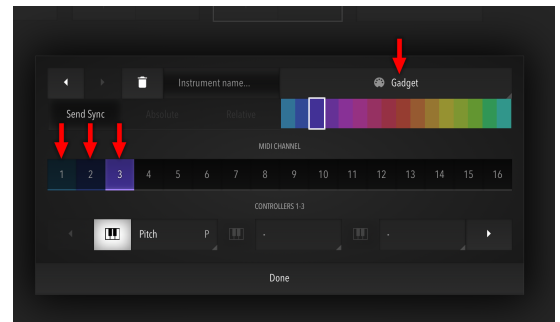 Instrument name... Gadget
Send Sync Absolute Relative
MIDI CHANNEL
1 2 3 4 5 6 7 8 9 10 11 12 13 14 15 16
CONTROLLERS 1-3
Pitch P - -
Done